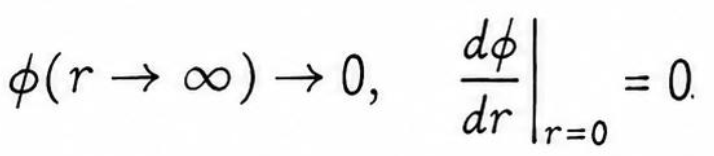 ϕ(r → ∞) → 0, dϕ/dr|_{r=0} = 0.